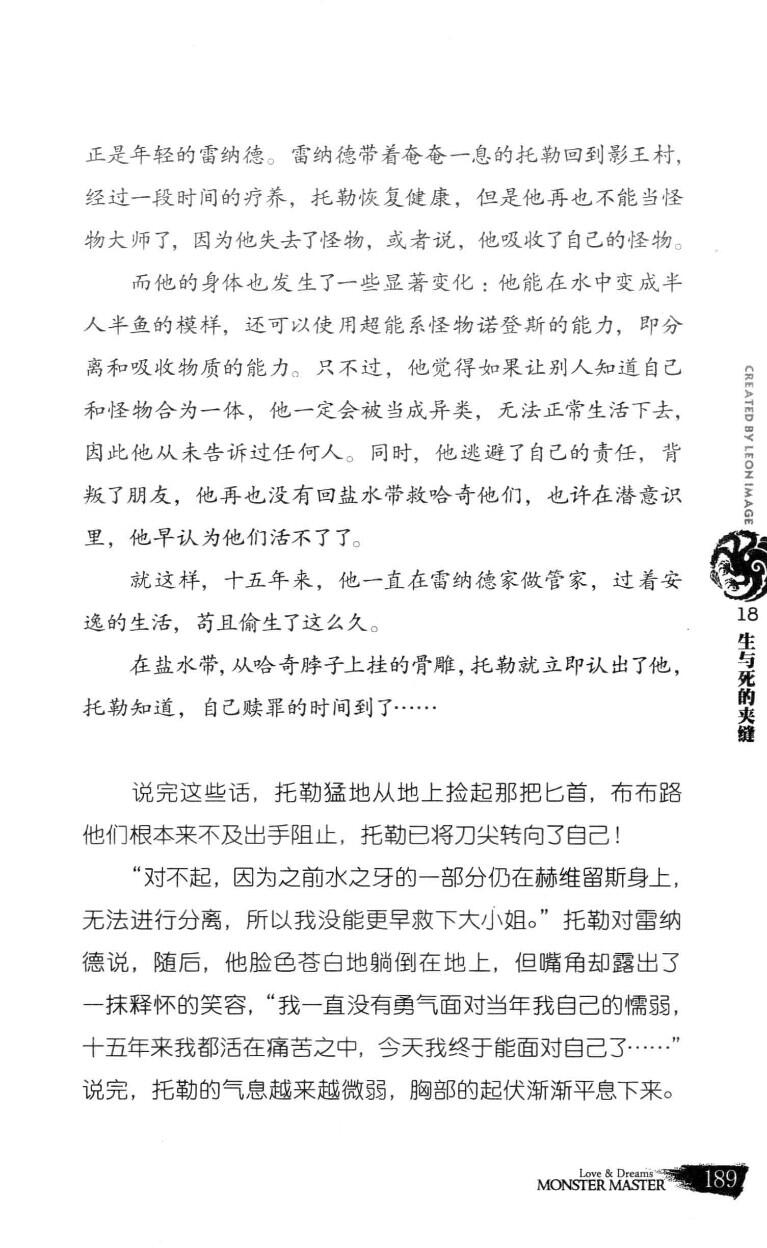 正是年轻的雷纳德。雷纳德带着奄奄一息的托勒回到影王村,
经过一段时间的疗养，托勒恢复健康，但是他再也不能当怪
物大师了，因为他失去了怪物，或者说，他吸收了自己的怪物。
而他的身体也发生了一些显著变化：他能在水中变成半
人半鱼的模样，还可以使用超能系怪物诺登斯的能力，即分
离和吸收物质的能力。只不过，他觉得如果让别人知道自己
和怪物合为一体，他一定会被当成异类，无法正常生活下去，
因此他从未告诉过任何人。同时，他逃避了自己的责任，背
叛了朋友，他再也没有回盐水带救哈奇他们，也许在潜意识
里，他早认为他们活不了了。
就这样，十五年来，他一直在雷纳德家做管家，过着安
逸的生活，苟且偷生了这么久。
在盐水带，从哈奇脖子上挂的骨雕，托勒就立即认出了他，
托勒知道，自己赎罪的时间到了……
说完这些话，托勒猛地从地上捡起那把匕首，布布路
他们根本来不及出手阻止，托勒已将刀尖转向了自己！
“对不起，因为之前水之牙的一部分仍在赫维留斯身上，
无法进行分离，所以我没能更早救下大小姐。”托勒对雷纳
德说，随后，他脸色苍白地躺倒在地上，但嘴角却露出了
一抹释怀的笑容，“我一直没有勇气面对当年我自己的懦弱，
十五年来我都活在痛苦之中，今天我终于能面对自己了……”
说完，托勒的气息越来越微弱，胸部的起伏渐渐平息下来。
CREATED BY LEON IMAGE
18
生与死的夹缝
Love & Dreams
MONSTER MASTER
189